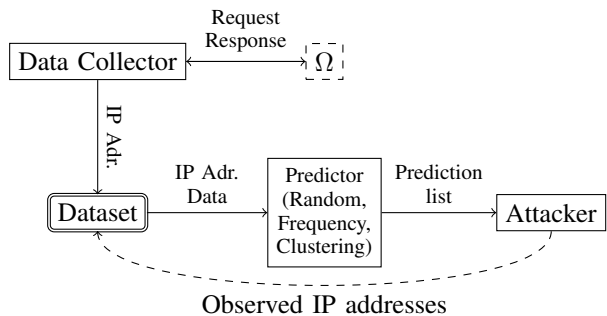 Request
Response
Data Collector
Ω
IP Adr.
IP Adr.
Data
Predictor
(Random,
Frequency,
Clustering)
Prediction
list
Dataset
Attacker
Observed IP addresses